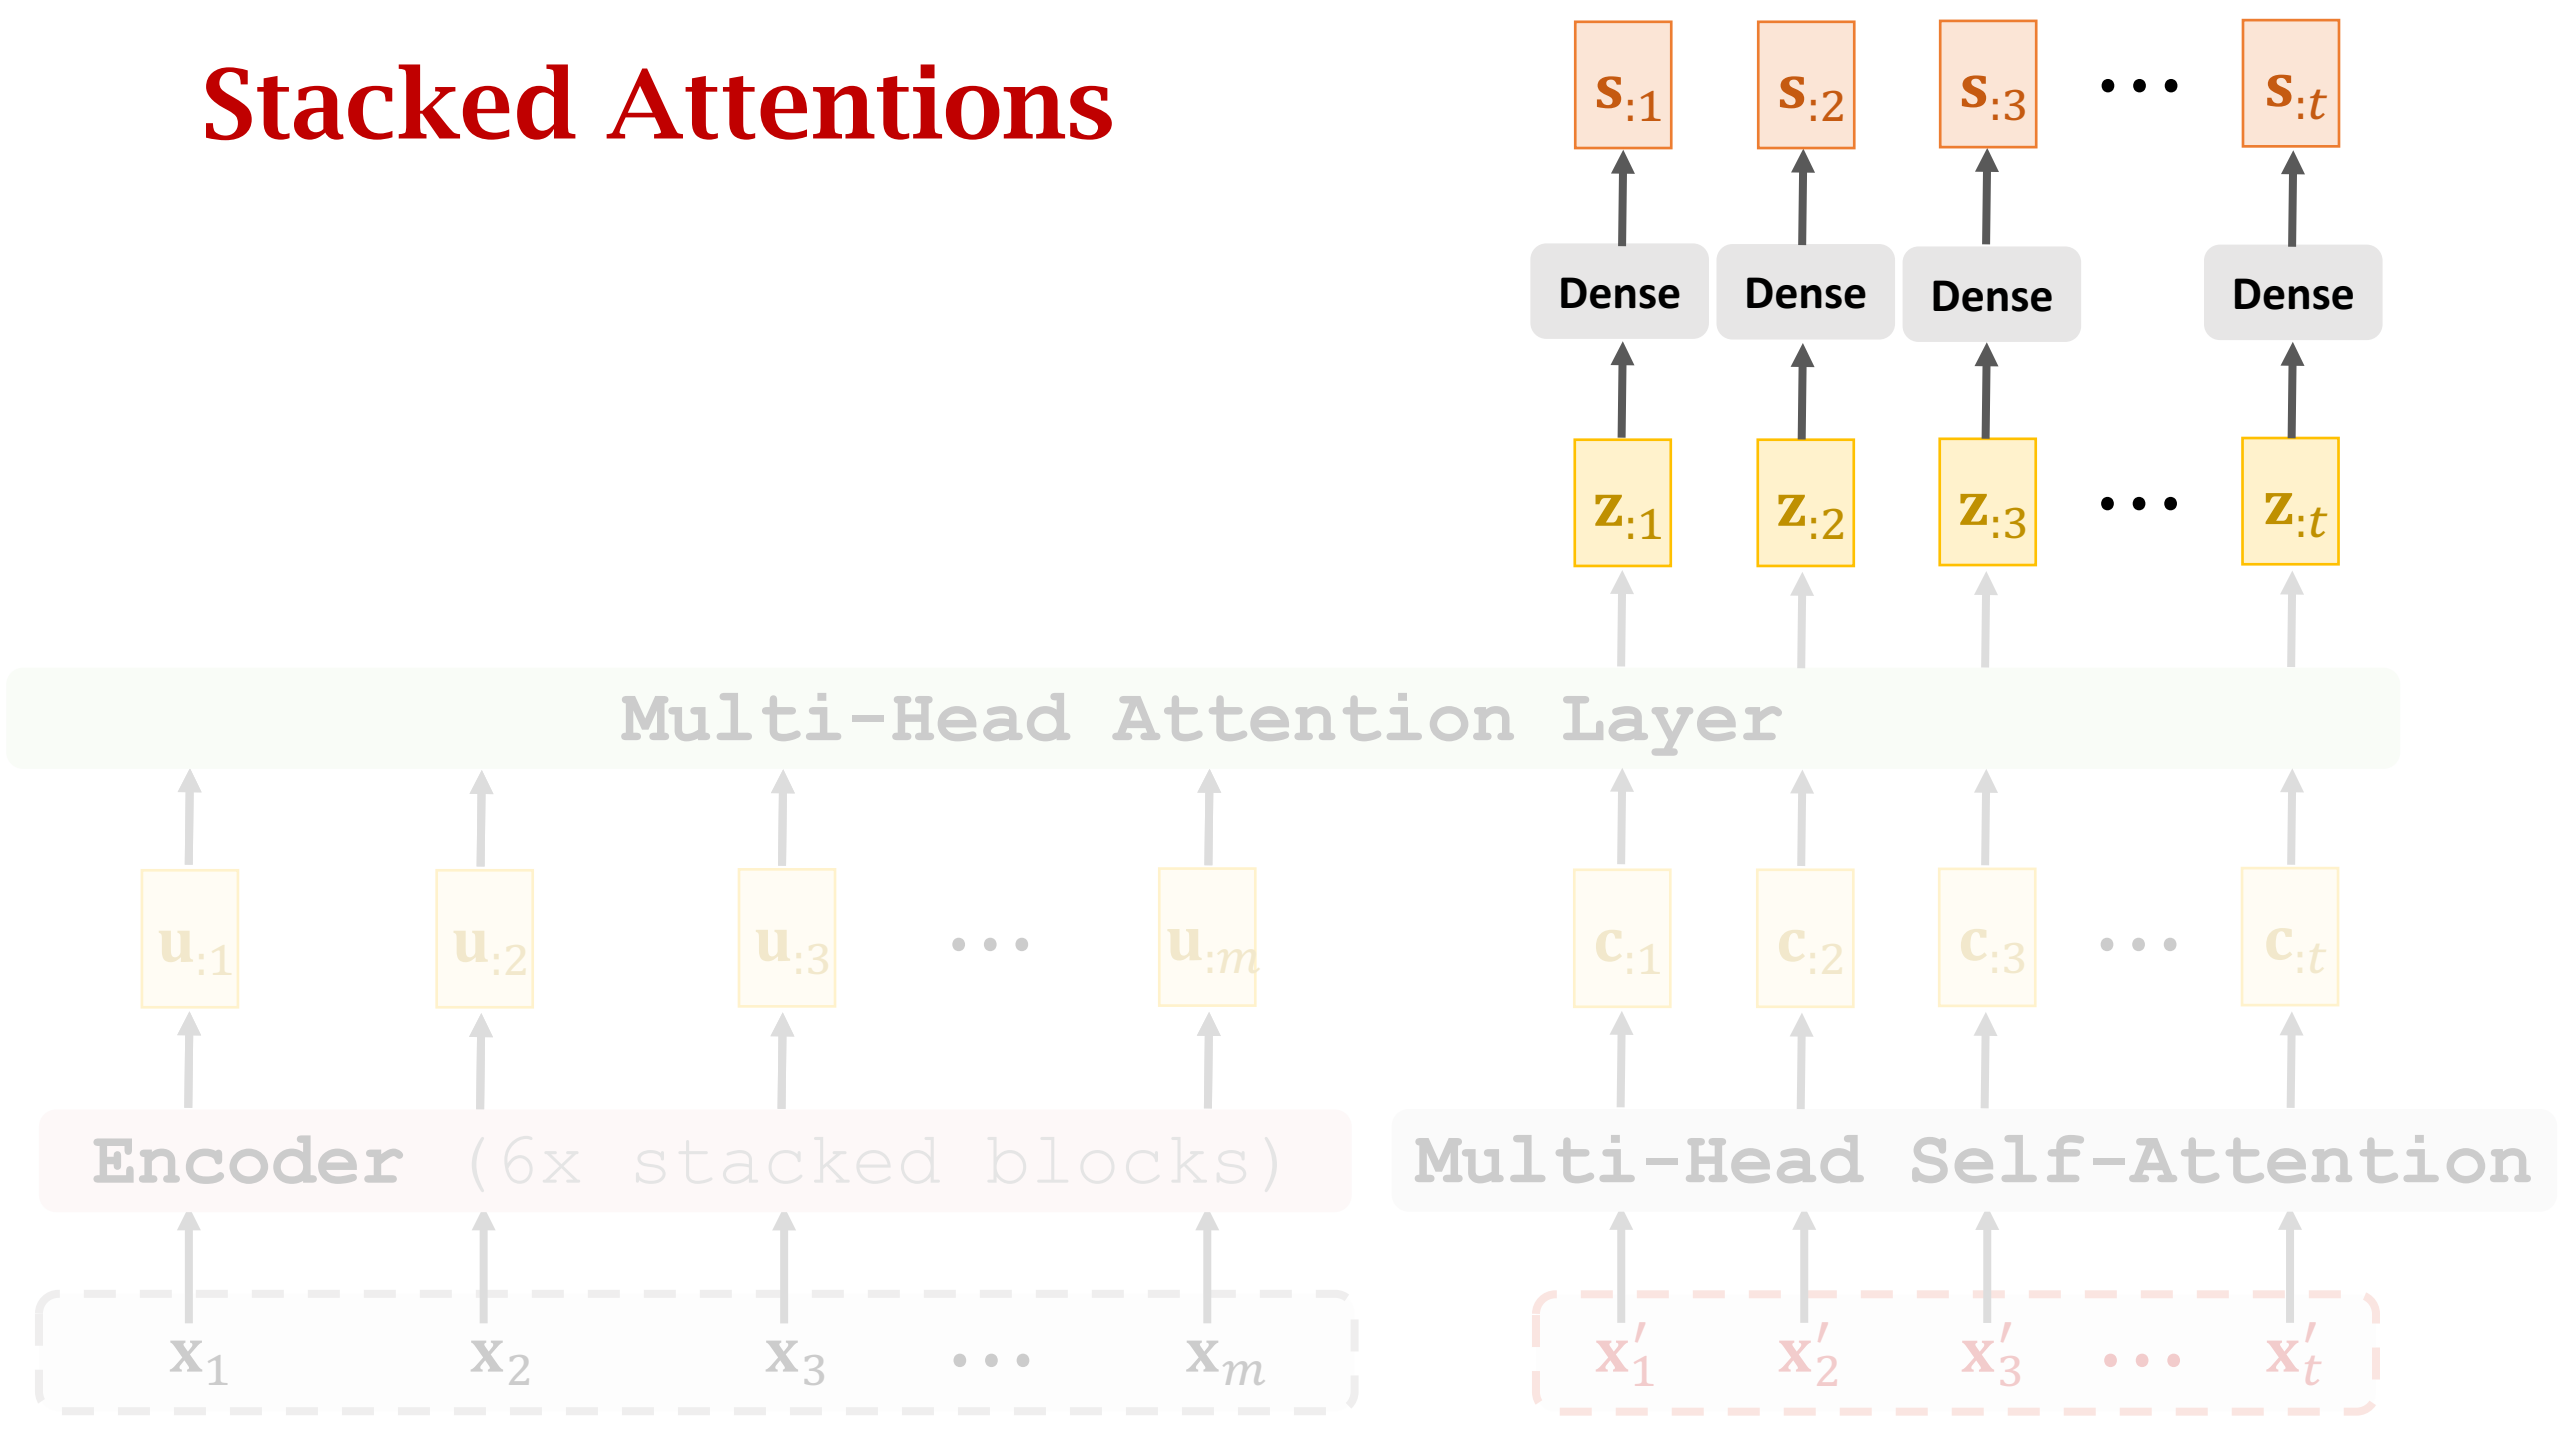 Stacked Attentions
s:1 s:2 s:3 ⋯ s:t
Dense Dense Dense Dense
z:1 z:2 z:3 ⋯ z:t
Multi-Head Attention Layer
u:1 u:2 u:3 ⋯ u:m c:1 c:2 c:3 ⋯ c:t
Encoder (6x stacked blocks) Multi-Head Self-Attention
x1 x2 x3 ⋯ xm x′1 x′2 x′3 ⋯ x′t